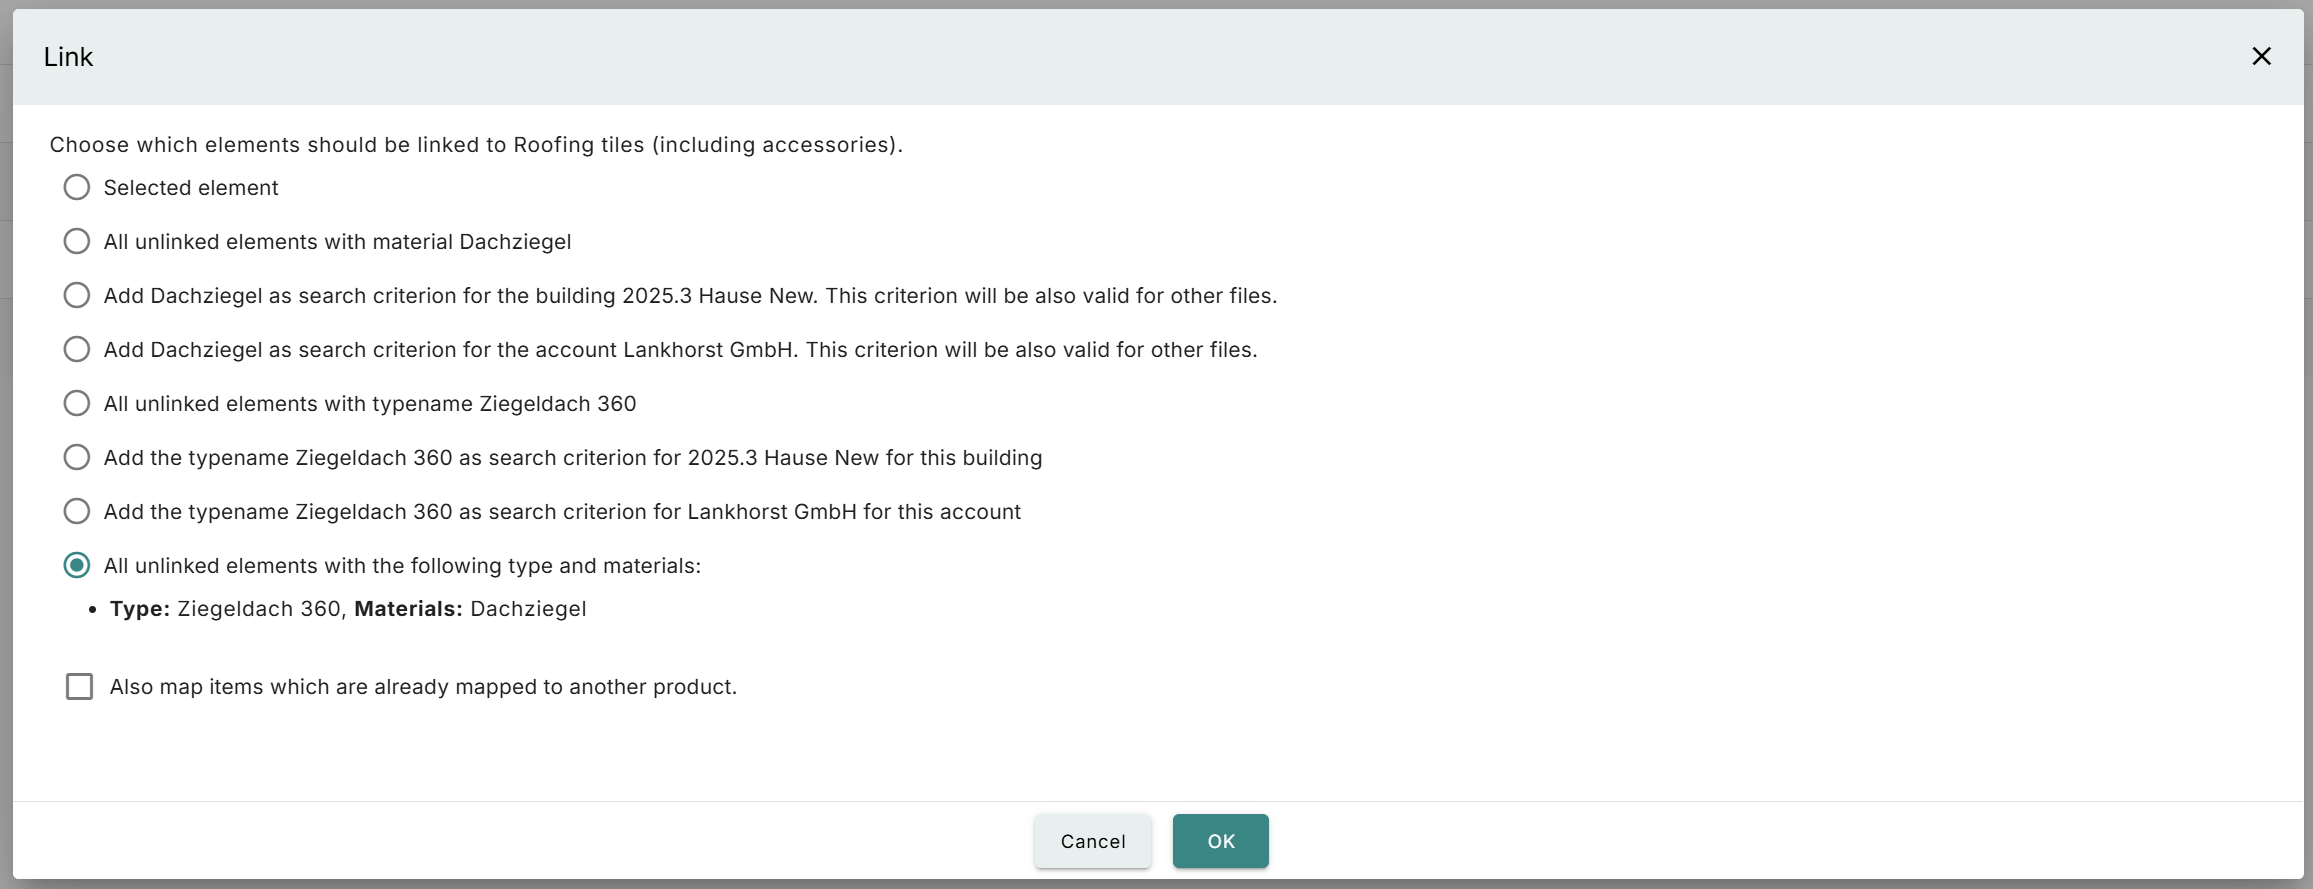 Link
Choose which elements should be linked to Roofing tiles (including accessories).
Selected element
All unlinked elements with material Dachziegel
Add Dachziegel as search criterion for the building 2025.3 Hause New. This criterion will be also valid for other files.
Add Dachziegel as search criterion for the account Lankhorst GmbH. This criterion will be also valid for other files.
All unlinked elements with typename Ziegeldach 360
Add the typename Ziegeldach 360 as search criterion for 2025.3 Hause New for this building
Add the typename Ziegeldach 360 as search criterion for Lankhorst GmbH for this account
All unlinked elements with the following type and materials:
• Type: Ziegeldach 360, Materials: Dachziegel
Also map items which are already mapped to another product.
Cancel OK